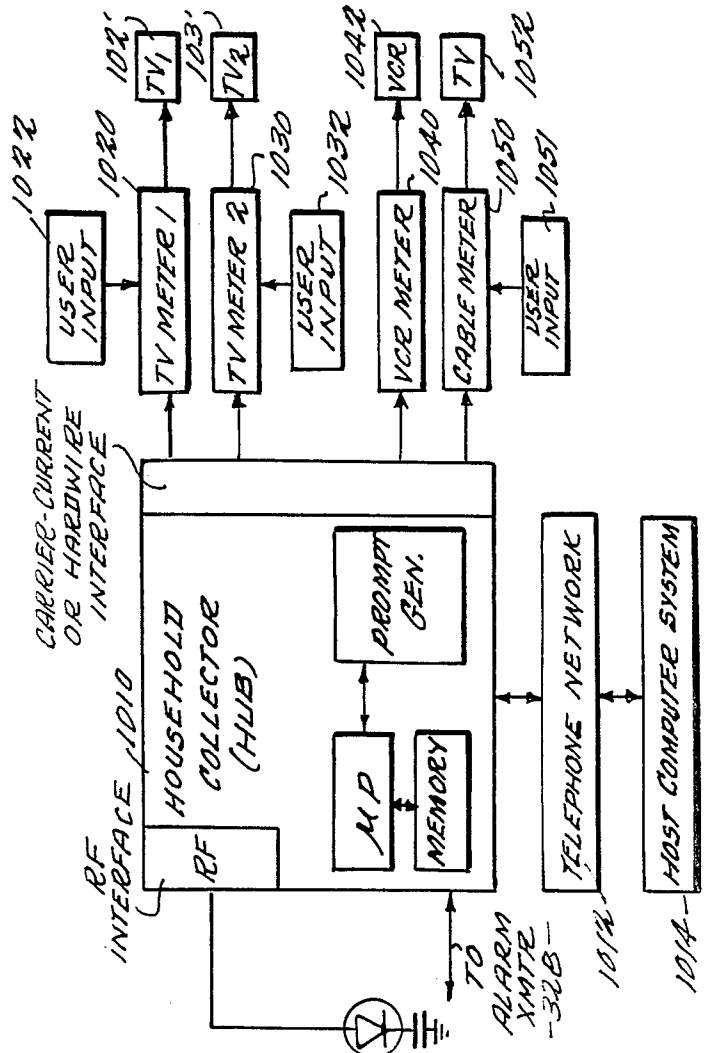 1022
USER
INPUT
1020
102'
TV1
TV METER 1
103'
TV2
TV METER 2
1030
USER
INPUT
1032
CARRIER-CURRENT
OR HARDWIRE
INTERFACE
1042
VCR
VCR METER
1040
TV
1052
CABLE METER
1050
USER
INPUT
1051
RF
INTERFACE
1010
RF
HOUSEHOLD
COLLECTOR
(HUB)
µP
MEMORY
PROMPT
GEN.
TO
ALARM
XMTR
-32B-
TELEPHONE NETWORK
1012
HOST COMPUTER SYSTEM
1014